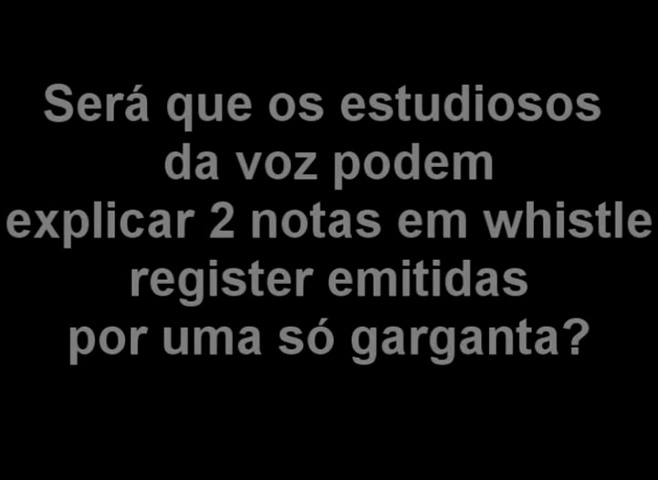 Será que os estudiosos
da voz podem
explicar 2 notas em whistle
register emitidas
por uma só garganta?